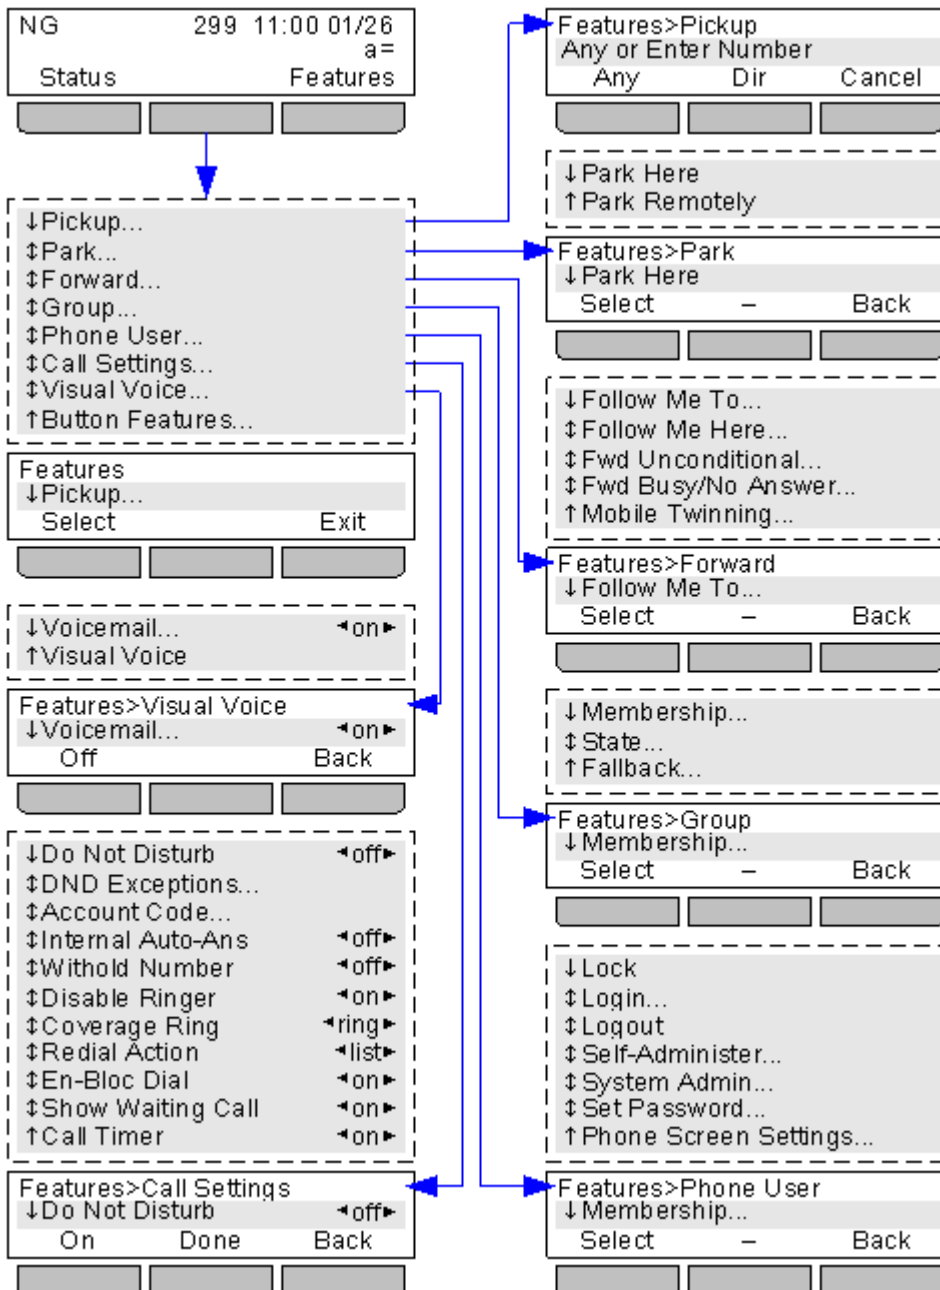 NG 299 11:00 01/26
a=
Status Features
↓Pickup...
↕Park...
↕Forward...
↕Group...
↕Phone User...
↕Call Settings...
↕Visual Voice...
↑Button Features...
Features
↓Pickup...
Select Exit
↓Voicemail... ◄on►
↑Visual Voice
Features>Visual Voice
↓Voicemail... ◄on►
Off Back
↓Do Not Disturb ◄off►
↕DND Exceptions...
↕Account Code...
↕Internal Auto-Ans ◄off►
↕Withold Number ◄off►
↕Disable Ringer ◄on►
↕Coverage Ring ◄ring►
↕Redial Action ◄list►
↕En-Bloc Dial ◄on►
↕Show Waiting Call ◄on►
↑Call Timer ◄on►
Features>Call Settings
↓Do Not Disturb ◄off►
On Done Back
Features>Pickup
Any or Enter Number
Any Dir Cancel
↓Park Here
↑Park Remotely
Features>Park
↓Park Here
Select – Back
↓Follow Me To...
↕Follow Me Here...
↕Fwd Unconditional...
↕Fwd Busy/No Answer...
↑Mobile Twinning...
Features>Forward
↓Follow Me To...
Select – Back
↓Membership...
↕State...
↑Fallback...
Features>Group
↓Membership...
Select – Back
↓Lock
↕Login...
↕Logout
↕Self-Administer...
↕System Admin...
↕Set Password...
↑Phone Screen Settings...
Features>Phone User
↓Membership...
Select – Back